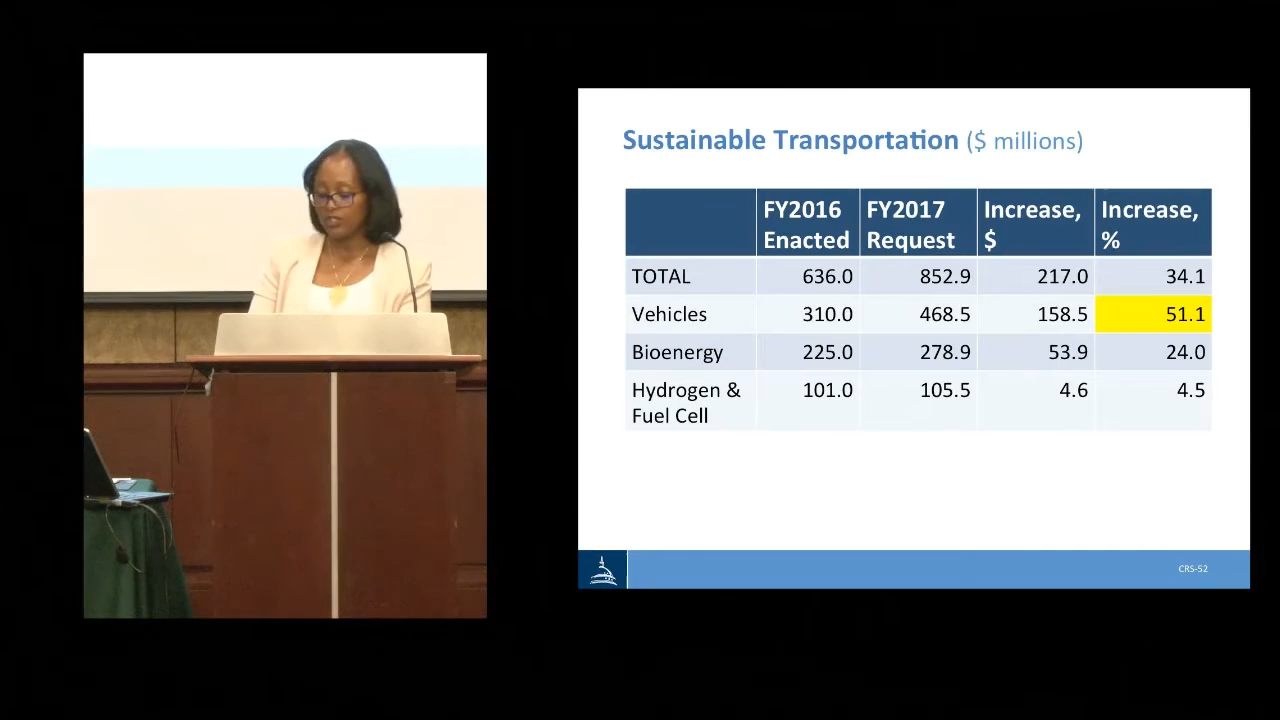 Sustainable Transportation ($ millions)
FY2016 Enacted FY2017 Request Increase, $ Increase, %
TOTAL 636.0 852.9 217.0 34.1
Vehicles 310.0 468.5 158.5 51.1
Bioenergy 225.0 278.9 53.9 24.0
Hydrogen & Fuel Cell 101.0 105.5 4.6 4.5
CRS-52